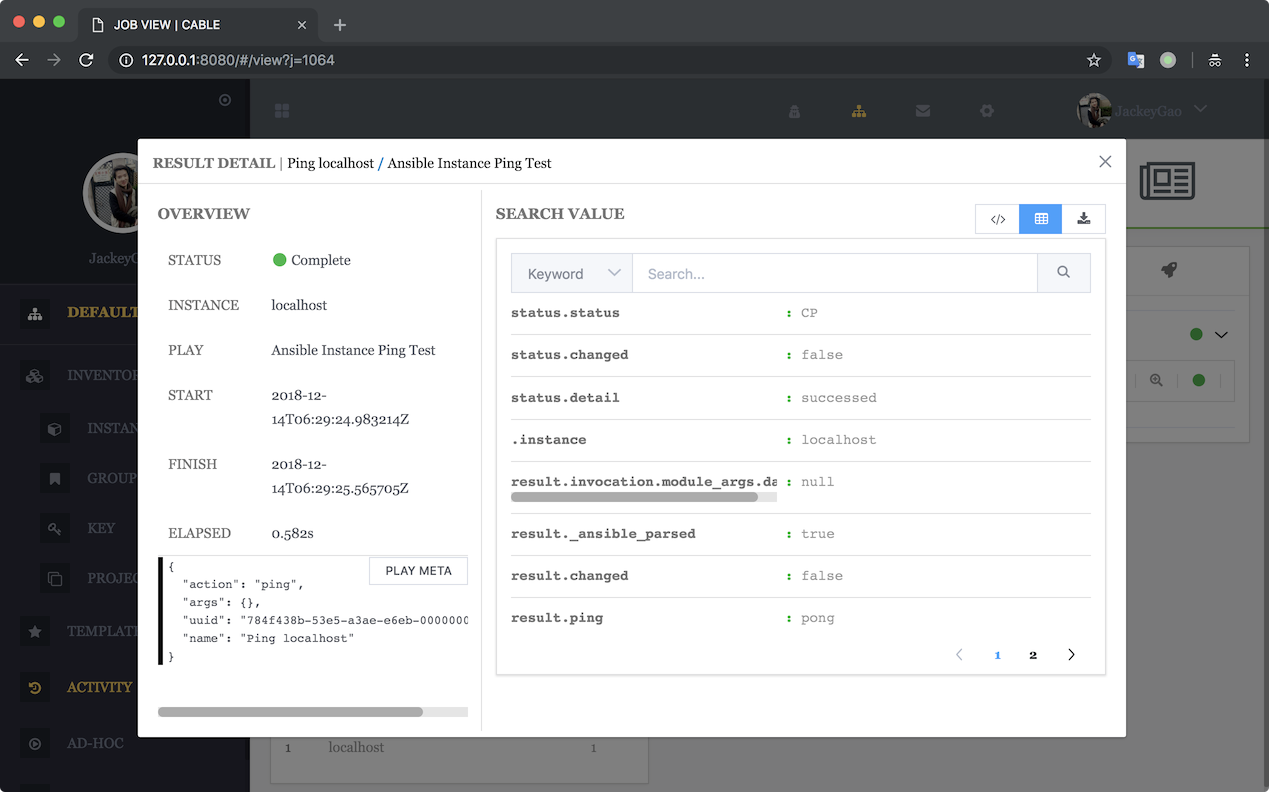 JOB VIEW | CABLE
127.0.0.1:8080/#/view?j=1064
JackeyGao
RESULT DETAIL | Ping localhost / Ansible Instance Ping Test
OVERVIEW
STATUS Complete
INSTANCE localhost
PLAY Ansible Instance Ping Test
START 2018-12-
14T06:29:24.983214Z
FINISH 2018-12-
14T06:29:25.565705Z
ELAPSED 0.582s
PLAY META
{
"action": "ping",
"args": {},
"uuid": "784f438b-53e5-a3ae-e6eb-0000000
"name": "Ping localhost"
}
SEARCH VALUE
</>
Keyword Search...
status.status : CP
status.changed : false
status.detail : successed
.instance : localhost
result.invocation.module_args.da : null
result._ansible_parsed : true
result.changed : false
result.ping : pong
1 2
JackeyG
DEFAULT
INVENTOR
INSTAN
GROUP
KEY
PROJEC
TEMPLAT
ACTIVITY
AD-HOC
1 localhost 1